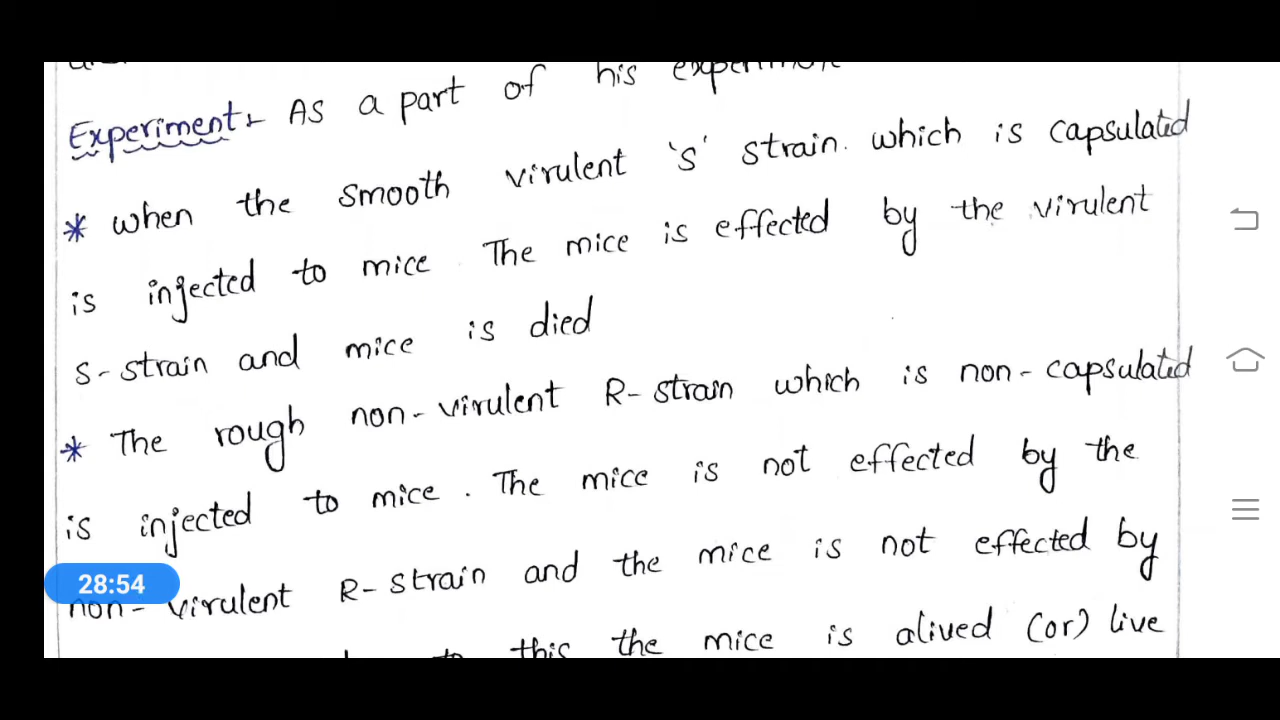 Experiment:- As a part of his experiment
* when the smooth virulent 's' strain. which is capsulated
is injected to mice. The mice is effected by the virulent
s-strain and mice is died
* The rough non-virulent R-strain which is non-capsulated
is injected to mice. The mice is not effected by the
non-virulent R-strain and the mice is not effected by
28:54
to this the mice is alived (or) live